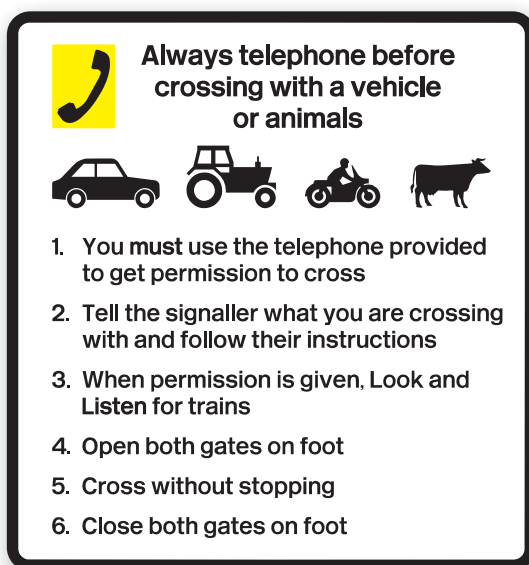 Always telephone before
crossing with a vehicle
or animals
1. You must use the telephone provided
to get permission to cross
2. Tell the signaller what you are crossing
with and follow their instructions
3. When permission is given, Look and
Listen for trains
4. Open both gates on foot
5. Cross without stopping
6. Close both gates on foot